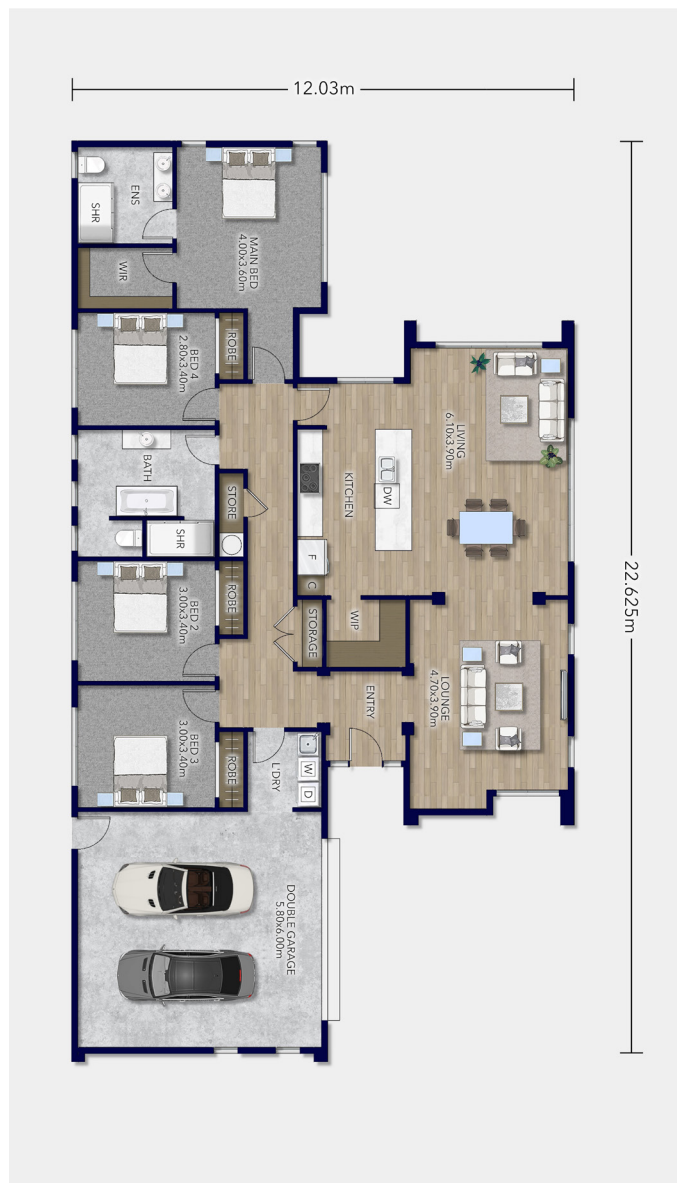 12.03m
ENS
SHR
MAIN BED
4.00x3.60m
WIR
BED 4
2.80x3.40m
ROBE
LIVING
6.10x3.90m
BATH
KITCHEN
DW
STORE
SHR
F
C
22.625m
BED 2
3.00x3.40m
ROBE
STORAGE
WIP
LOUNGE
4.70x3.90m
ENTRY
BED 3
3.00x3.40m
ROBE
L'DRY
W
D
DOUBLE GARAGE
5.80x6.00m